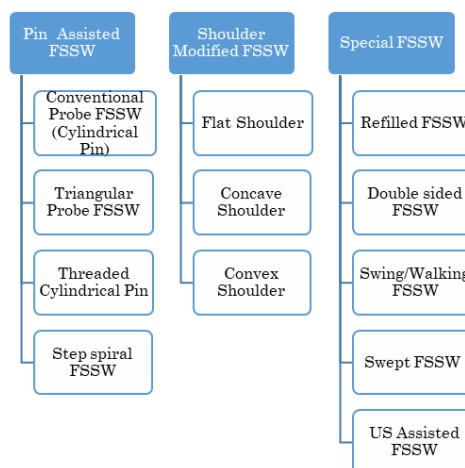 Pin Assisted
FSSW
Conventional
Probe FSSW
(Cylindrical
Pin)
Triangular
Probe FSSW
Threaded
Cylindrical Pin
Step spiral
FSSW
Shoulder
Modified FSSW
Flat Shoulder
Concave
Shoulder
Convex
Shoulder
Special FSSW
Refilled FSSW
Double sided
FSSW
Swing/Walking
FSSW
Swept FSSW
US Assisted
FSSW